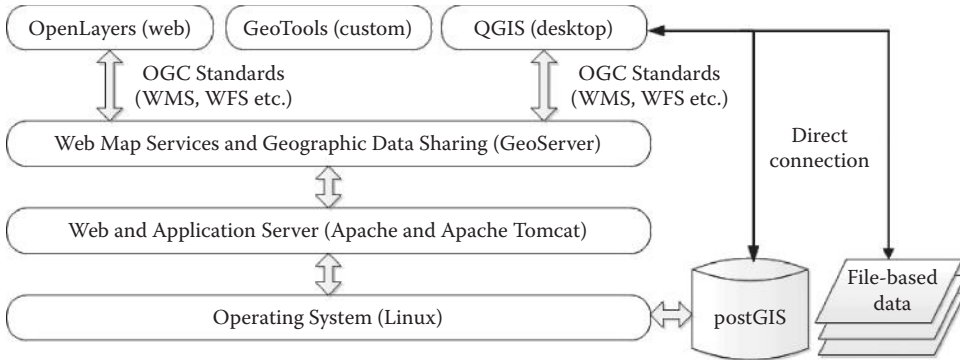 OpenLayers (web)
GeoTools (custom)
QGIS (desktop)
OGC Standards
(WMS, WFS etc.)
OGC Standards
(WMS, WFS etc.)
Web Map Services and Geographic Data Sharing (GeoServer)
Direct
connection
Web and Application Server (Apache and Apache Tomcat)
Operating System (Linux)
postGIS
File-based
data